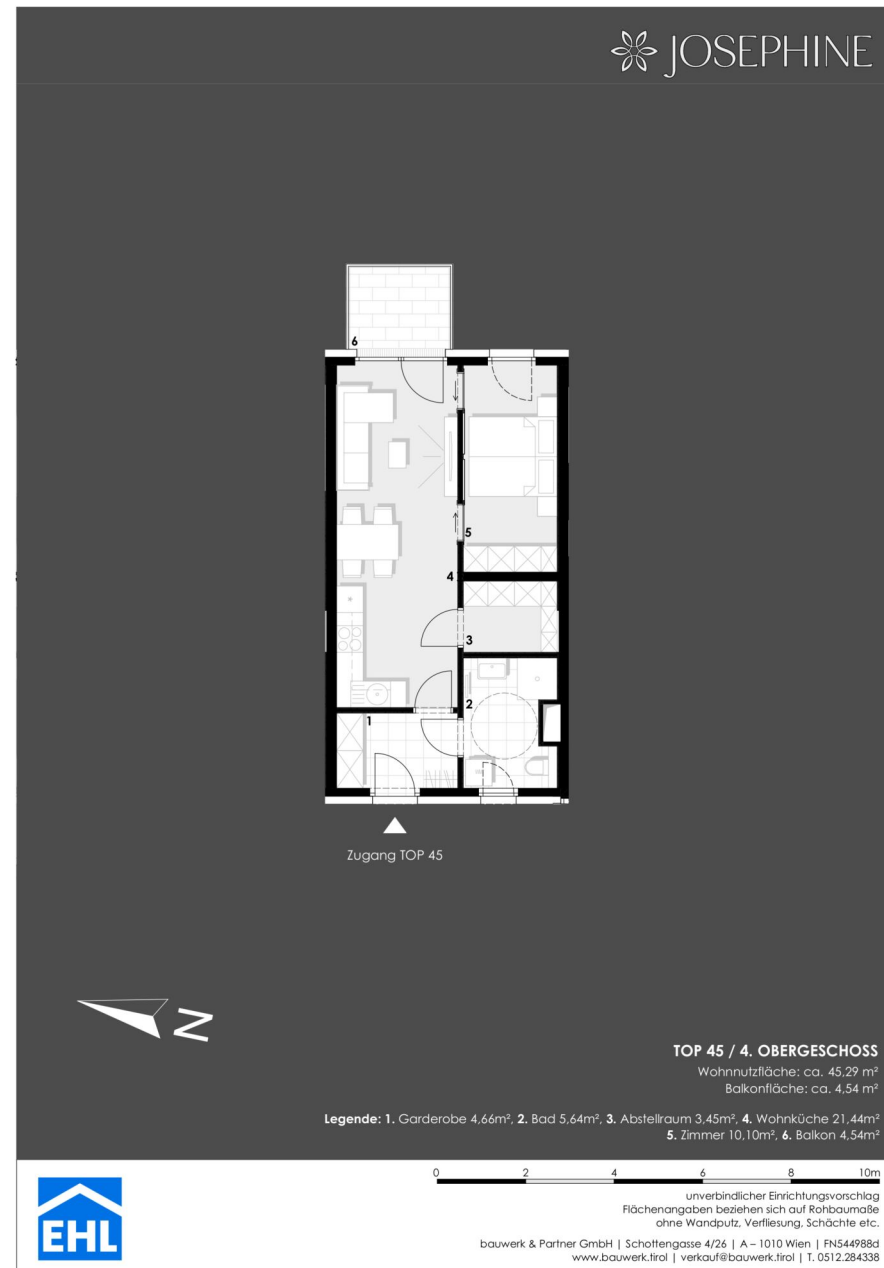 JOSEPHINE
6
5
4
3
2
1
Zugang TOP 45
N
TOP 45 / 4. OBERGESCHOSS
Wohnnutzfläche: ca. 45,29 m²
Balkonfläche: ca. 4,54 m²
Legende: 1. Garderobe 4,66m², 2. Bad 5,64m², 3. Abstellraum 3,45m², 4. Wohnküche 21,44m²
5. Zimmer 10,10m², 6. Balkon 4,54m²
0 2 4 6 8 10m
unverbindlicher Einrichtungsvorschlag
Flächenangaben beziehen sich auf Rohbaumaße
ohne Wandputz, Verfliesung, Schächte etc.
EHL
bauwerk & Partner GmbH | Schottengasse 4/26 | A – 1010 Wien | FN544988d
www.bauwerk.tirol | verkauf@bauwerk.tirol | T. 0512.284338